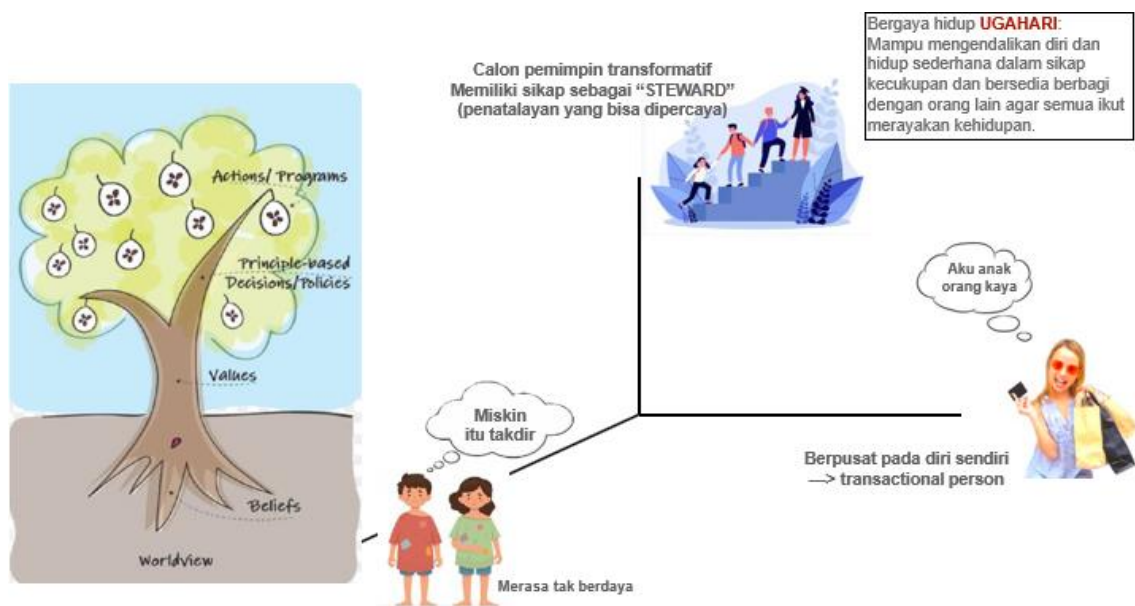 Bergaya hidup UGAHARI:
Mampu mengendalikan diri dan
hidup sederhana dalam sikap
kecukupan dan bersedia berbagi
dengan orang lain agar semua ikut
merayakan kehidupan.
Calon pemimpin transformatif
Memiliki sikap sebagai “STEWARD”
(penatalayan yang bisa dipercaya)
Actions/ Programs
Principle-based
Decisions/Policies
Values
Beliefs
Worldview
Aku anak
orang kaya
Miskin
itu takdir
Berpusat pada diri sendiri
—> transactional person
Merasa tak berdaya